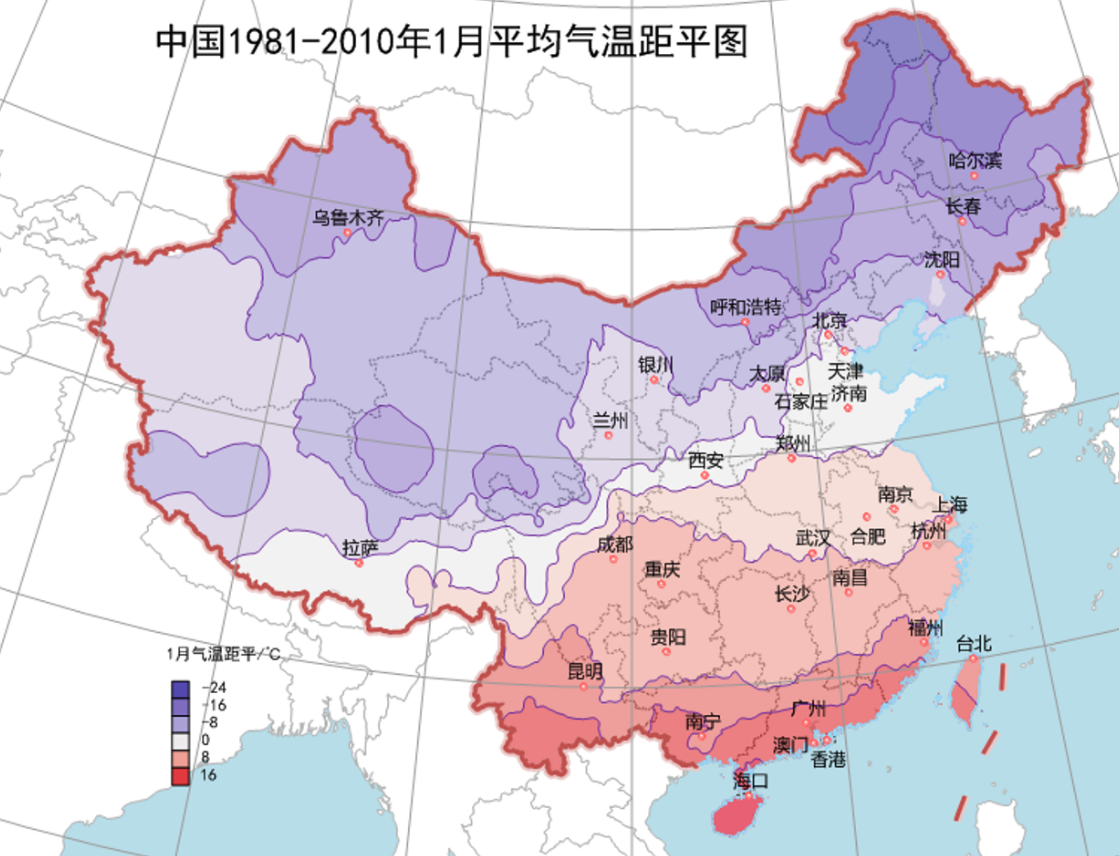 中国1981-2010年1月平均气温距平图
哈尔滨
长春
乌鲁木齐
沈阳
呼和浩特
北京
银川
太原
天津
石家庄
济南
兰州
郑州
西安
南京
上海
合肥
杭州
武汉
成都
拉萨
重庆
南昌
长沙
贵阳
福州
台北
昆明
南宁
广州
澳门
香港
海口
1月气温距平/℃
-24
-16
-8
0
8
16